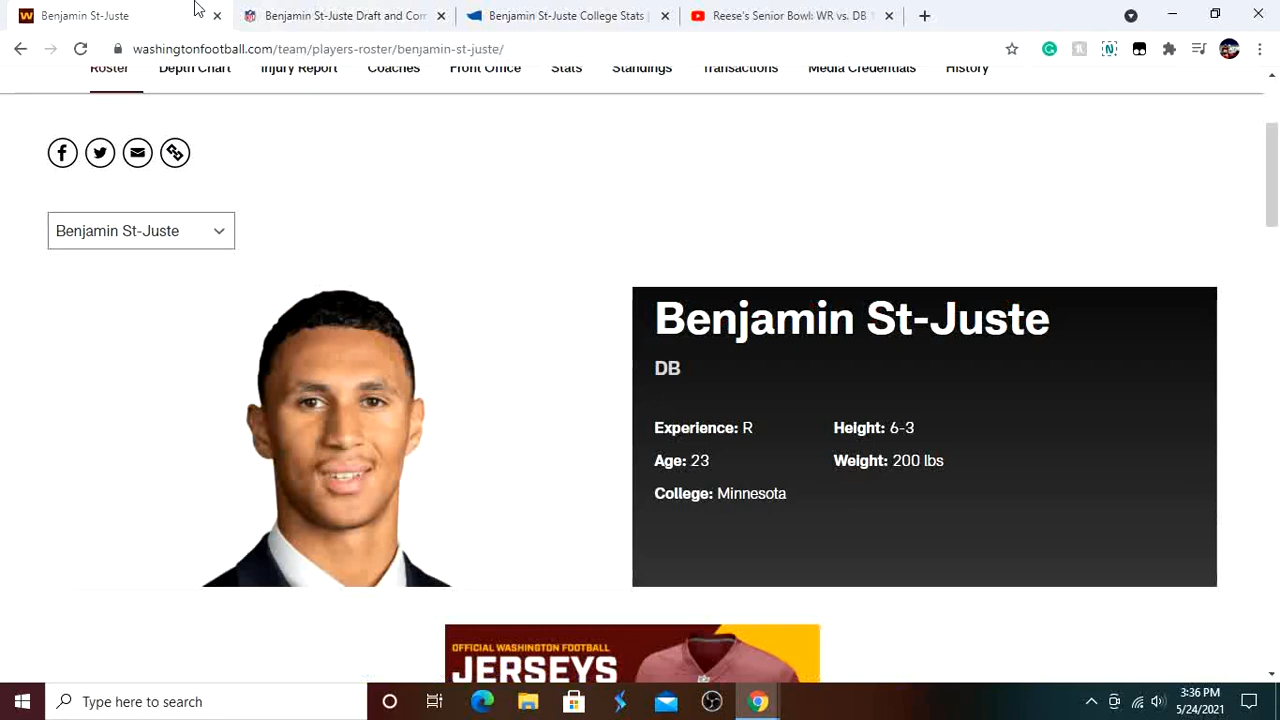 Benjamin St-Juste
Benjamin St-Juste Draft and Com
Benjamin St-Juste College Stats |
Reese's Senior Bowl: WR vs. DB 1
washingtonfootball.com/team/players-roster/benjamin-st-juste/
Roster Depth Chart Injury Report Coaches Front Office Stats Standings Transactions Media Credentials History
Benjamin St-Juste
Benjamin St-Juste
DB
Experience: R Height: 6-3
Age: 23 Weight: 200 lbs
College: Minnesota
OFFICIAL WASHINGTON FOOTBALL
JERSEYS
Type here to search
3:36 PM
5/24/2021